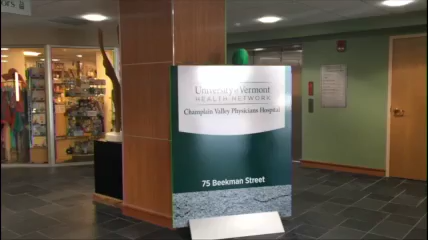 University of Vermont
HEALTH NETWORK
Champlain Valley Physicians Hospital
75 Beekman Street